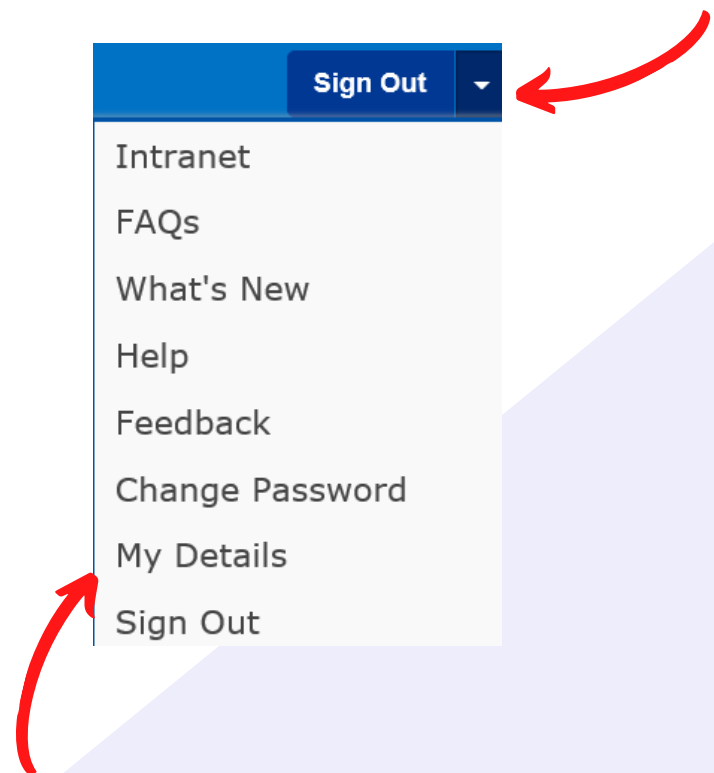 Sign Out
Intranet
FAQs
What's New
Help
Feedback
Change Password
My Details
Sign Out